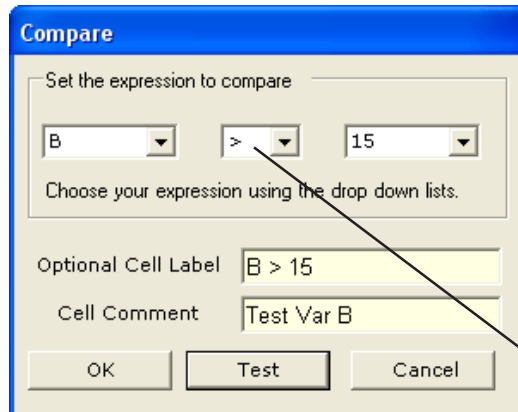 Compare
Set the expression to compare
B > 15
Choose your expression using the drop down lists.
Optional Cell Label B > 15
Cell Comment Test Var B
OK Test Cancel